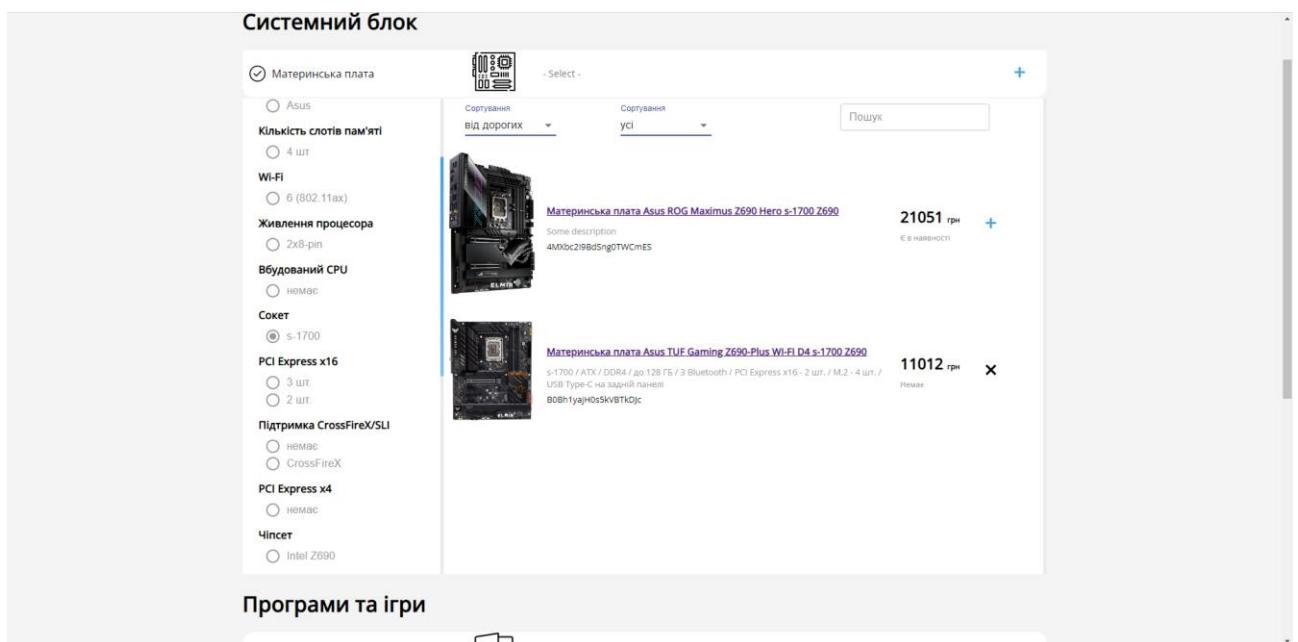 Системний блок
Материнська плата
- Select -
Asus
Кількість слотів пам'яті
4 шт
Wi-Fi
6 (802.11ax)
Живлення процесора
2x8-pin
Вбудований CPU
немає
Сокет
s-1700
PCI Express x16
3 шт.
2 шт.
Підтримка CrossFireX/SLI
немає
CrossFireX
PCI Express x4
немає
Чіпсет
Intel Z690
Сортування
від дорогих
Сортування
усі
Пошук
Материнська плата Asus ROG Maximus Z690 Hero s-1700 Z690
Some description
21051 грн
Є в наявності
ELMIR
Материнська плата Asus TUF Gaming Z690-Plus WI-FI D4 s-1700 Z690
s-1700 / ATX / DDR4 / до 128 ГБ / 3 Bluetooth / PCI Express x16 - 2 шт. / M.2 - 4 шт. /
USB Type-C на задній панелі
11012 грн
Немає
ELMIR
Програми та ігри